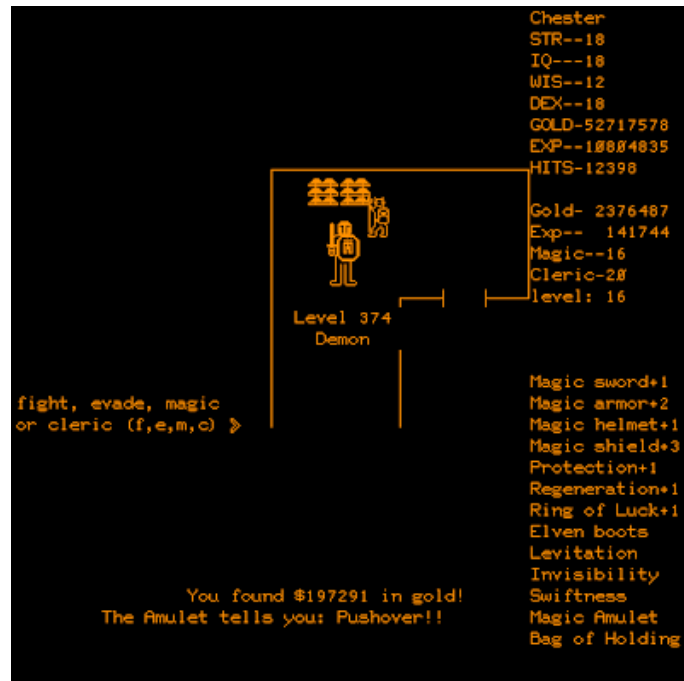 Chester
STR--18
IQ---18
WIS--12
DEX--18
GOLD-52717578
EXP--10804835
HITS-12398
Gold- 2376487
Exp-- 141744
Magic--16
Cleric-20
level: 16
Level 374
Demon
fight, evade, magic
or cleric (f,e,m,c) »
Magic sword+1
Magic armor+2
Magic helmet+1
Magic shield+3
Protection+1
Regeneration+1
Ring of Luck+1
Elven boots
Levitation
Invisibility
Swiftness
Magic Amulet
Bag of Holding
You found $197291 in gold!
The Amulet tells you: Pushover!!